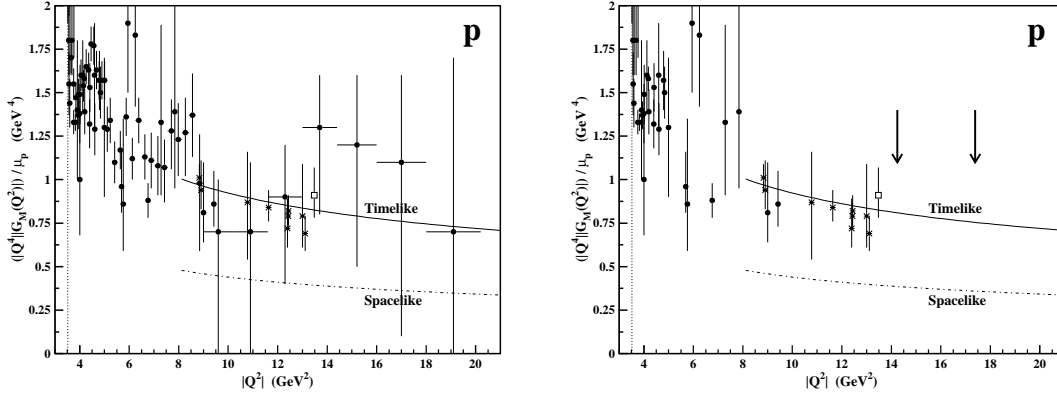 2
1.75
1.5
1.25
1
0.75
0.5
0.25
0
(|Q²||G_M(Q²)|) / μ_p (GeV⁴)
p
Timelike
Spacelike
4 6 8 10 12 14 16 18 20
|Q²| (GeV²)
2
1.75
1.5
1.25
1
0.75
0.5
0.25
0
(|Q⁴||G_M(Q²)|) / μ_p (GeV⁴)
p
Timelike
Spacelike
4 6 8 10 12 14 16 18 20
|Q²| (GeV²)